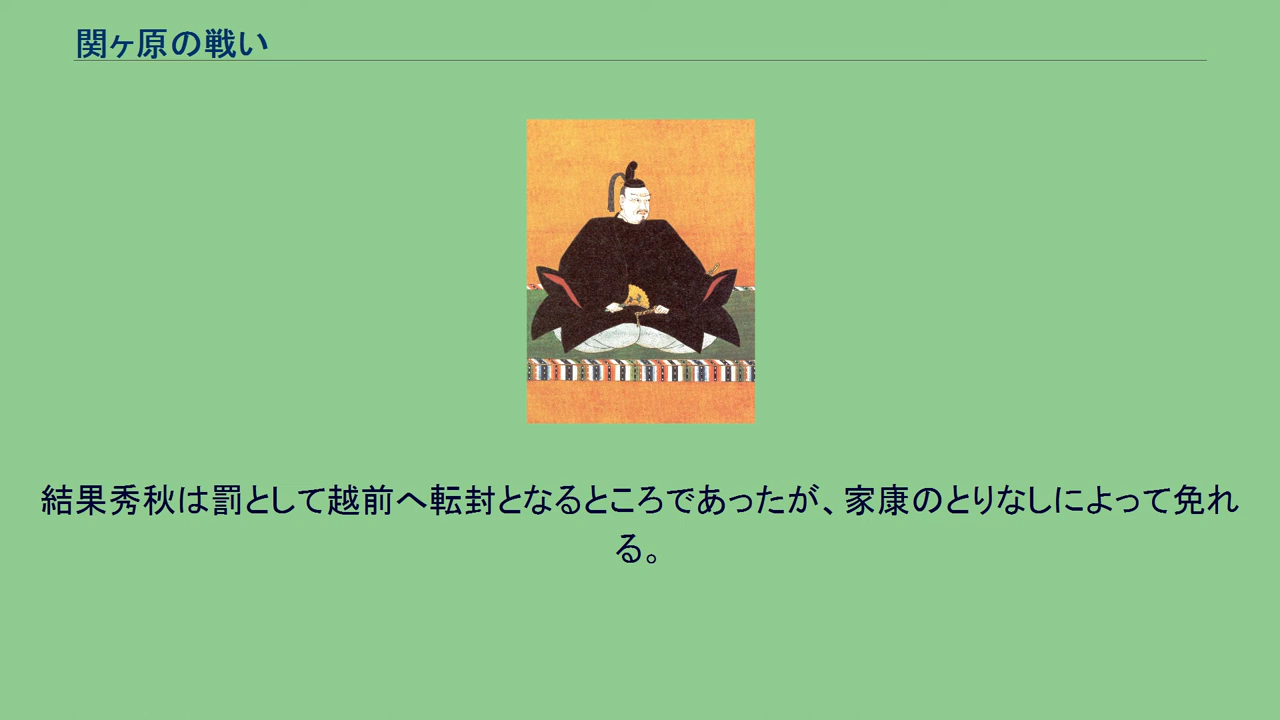 関ヶ原の戦い
結果秀秋は罰として越前へ転封となるところであったが、家康のとりなしによって免れ
る。